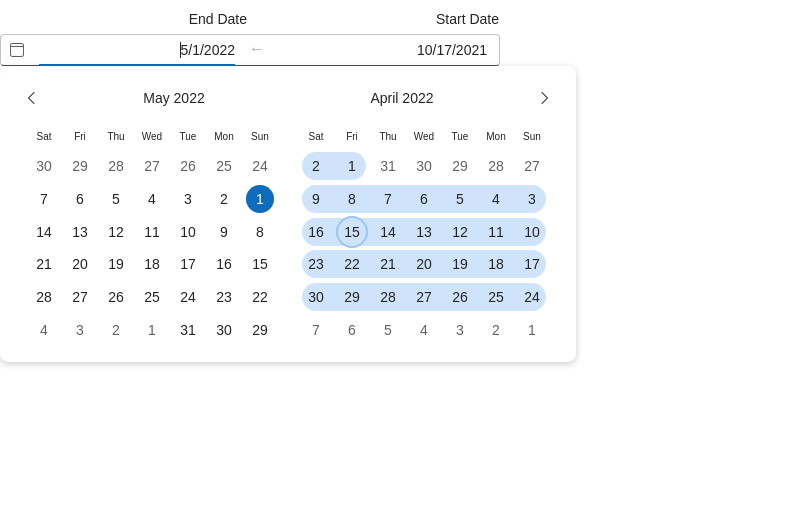 End Date Start Date
5/1/2022 ← 10/17/2021
May 2022 April 2022
Sat Fri Thu Wed Tue Mon Sun Sat Fri Thu Wed Tue Mon Sun
30 29 28 27 26 25 24 2 1 31 30 29 28 27
7 6 5 4 3 2 1 9 8 7 6 5 4 3
14 13 12 11 10 9 8 16 15 14 13 12 11 10
21 20 19 18 17 16 15 23 22 21 20 19 18 17
28 27 26 25 24 23 22 30 29 28 27 26 25 24
4 3 2 1 31 30 29 7 6 5 4 3 2 1